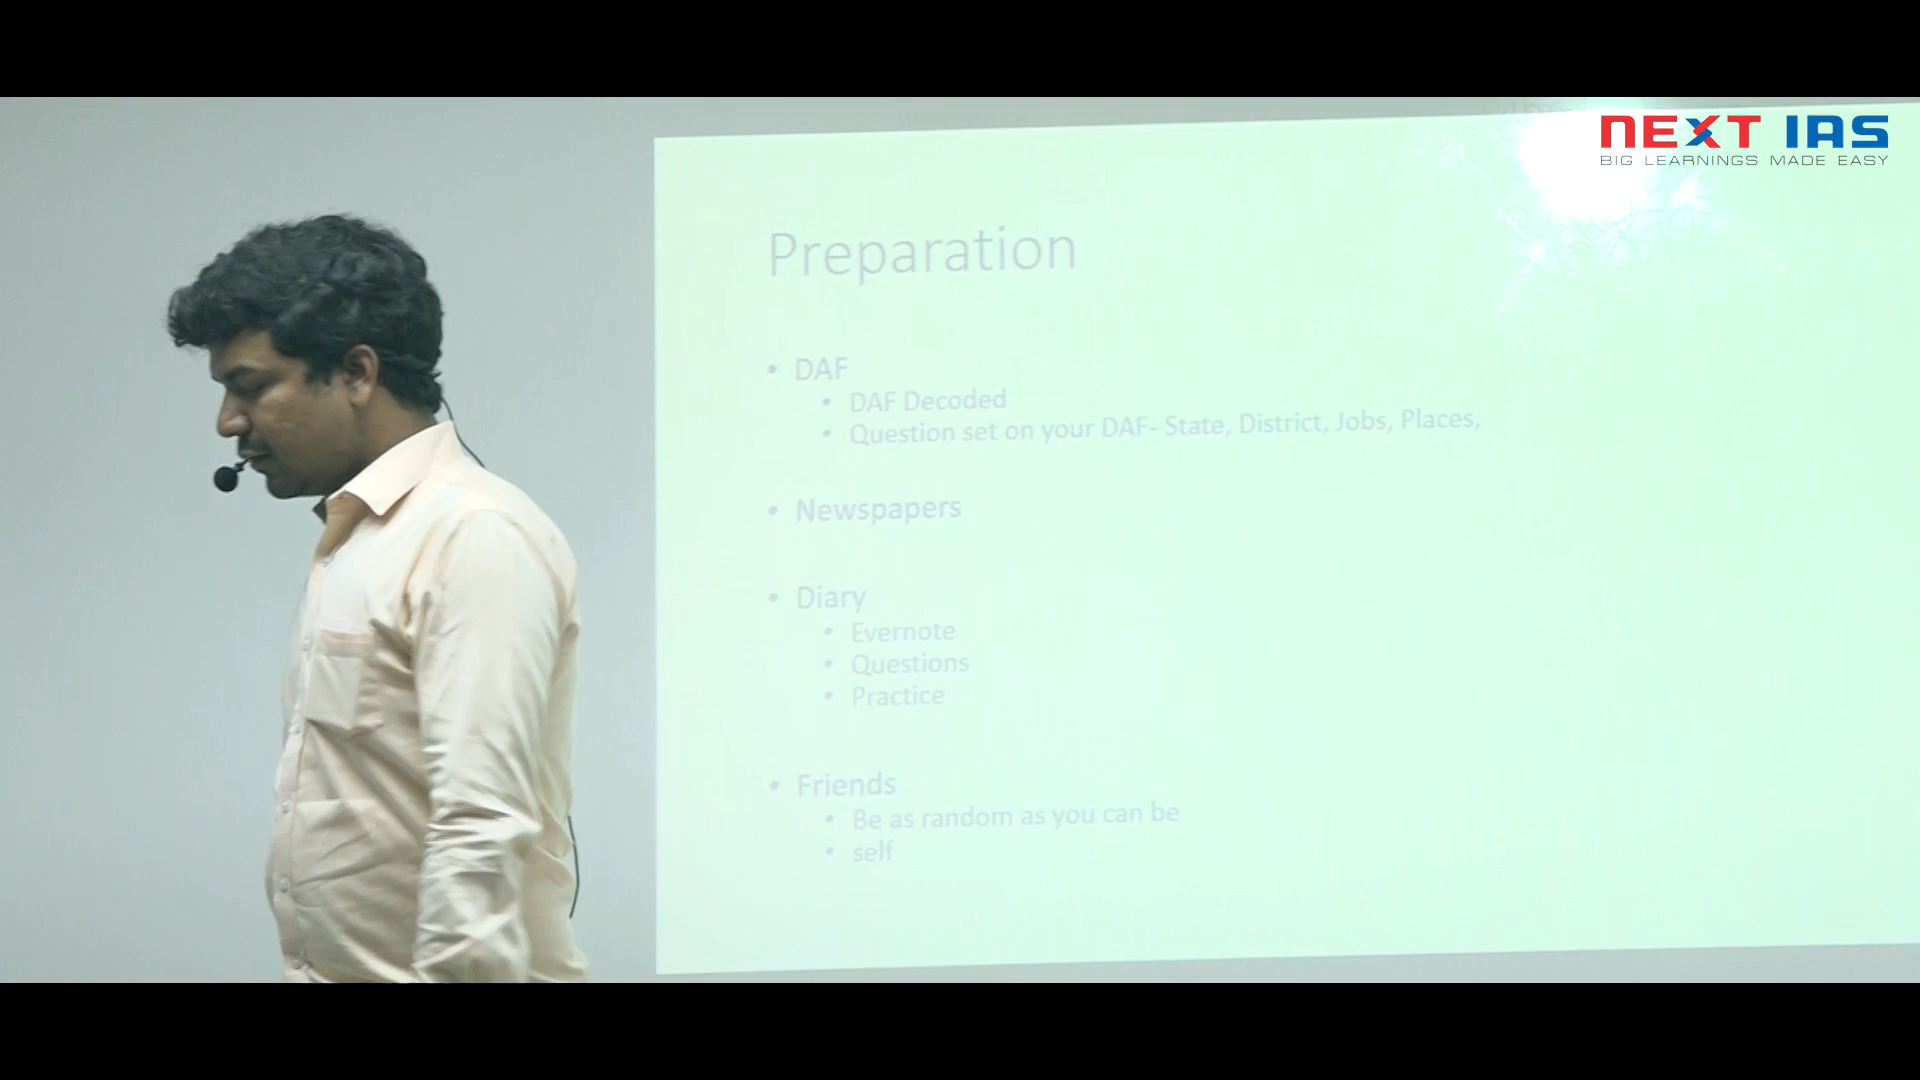 NEXT IAS
BIG LEARNINGS MADE EASY
Preparation
• DAF
• DAF Decoded
• Question set on your DAF- State, District, Jobs, Places,
• Newspapers
• Diary
• Evernote
• Questions
• Practice
• Friends
• Be as random as you can be
• self